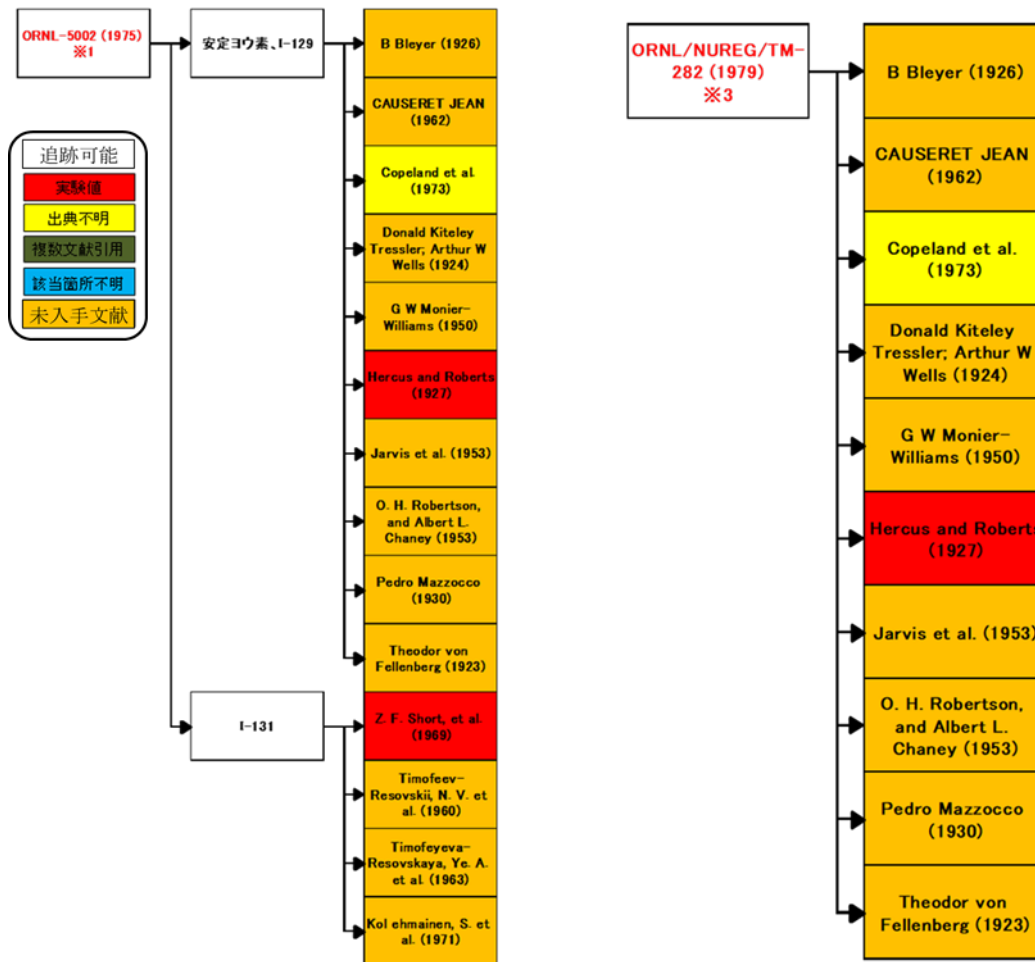 ORNL-5002 (1975)
※1
安定ヨウ素、I-129
B Bleyer (1926)
CAUSERET JEAN
(1962)
Copeland et al.
(1973)
Donald Kiteley
Tressler; Arthur W
Wells (1924)
G W Monier-
Williams (1950)
Hercus and Roberts
(1927)
Jarvis et al. (1953)
O. H. Robertson,
and Albert L.
Chaney (1953)
Pedro Mazzocco
(1930)
Theodor von
Fellenberg (1923)
I-131
Z. F. Short, et al.
(1969)
Timofeev-
Resovskii, N. V. et
al. (1960)
Timofeyeva-
Resovskaya, Ye. A.
et al. (1963)
Kol ehmainen, S. et
al. (1971)
追跡可能
実験値
出典不明
複数文献引用
該当箇所不明
未入手文献
ORNL/NUREG/TM-
282 (1979)
※3
B Bleyer (1926)
CAUSERET JEAN
(1962)
Copeland et al.
(1973)
Donald Kiteley
Tressler; Arthur W
Wells (1924)
G W Monier-
Williams (1950)
Hercus and Roberts
(1927)
Jarvis et al. (1953)
O. H. Robertson,
and Albert L.
Chaney (1953)
Pedro Mazzocco
(1930)
Theodor von
Fellenberg (1923)